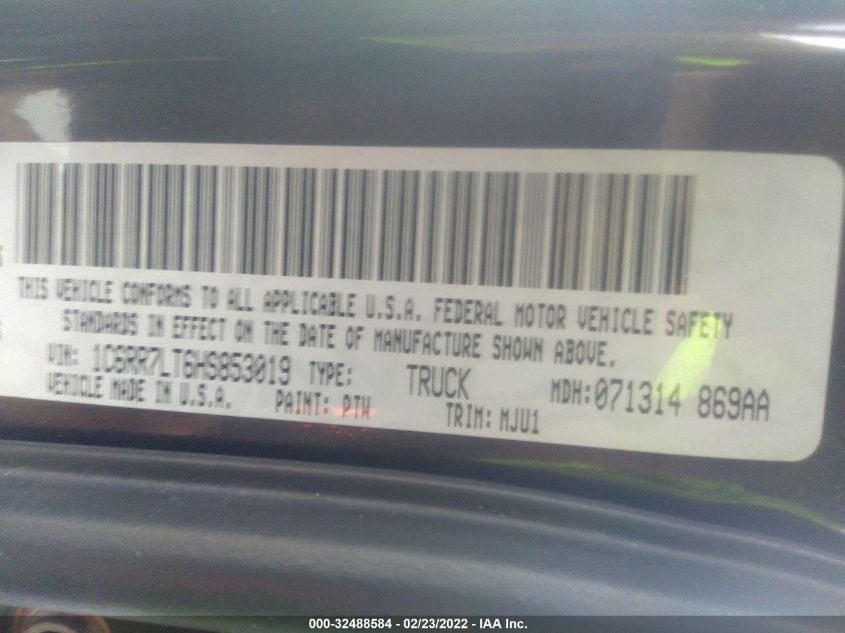 THIS VEHICLE CONFORMS TO ALL APPLICABLE U.S.A. FEDERAL MOTOR VEHICLE SAFETY
STANDARDS IN EFFECT ON THE DATE OF MANUFACTURE SHOWN ABOVE.
VIN: 1C6RR7LT6HS853019 TYPE: TRUCK MDH:071314 869AA
VEHICLE MADE IN U.S.A. PAINT: PTW TRIM: MJU1
000-32488584 - 02/23/2022 - IAA Inc.